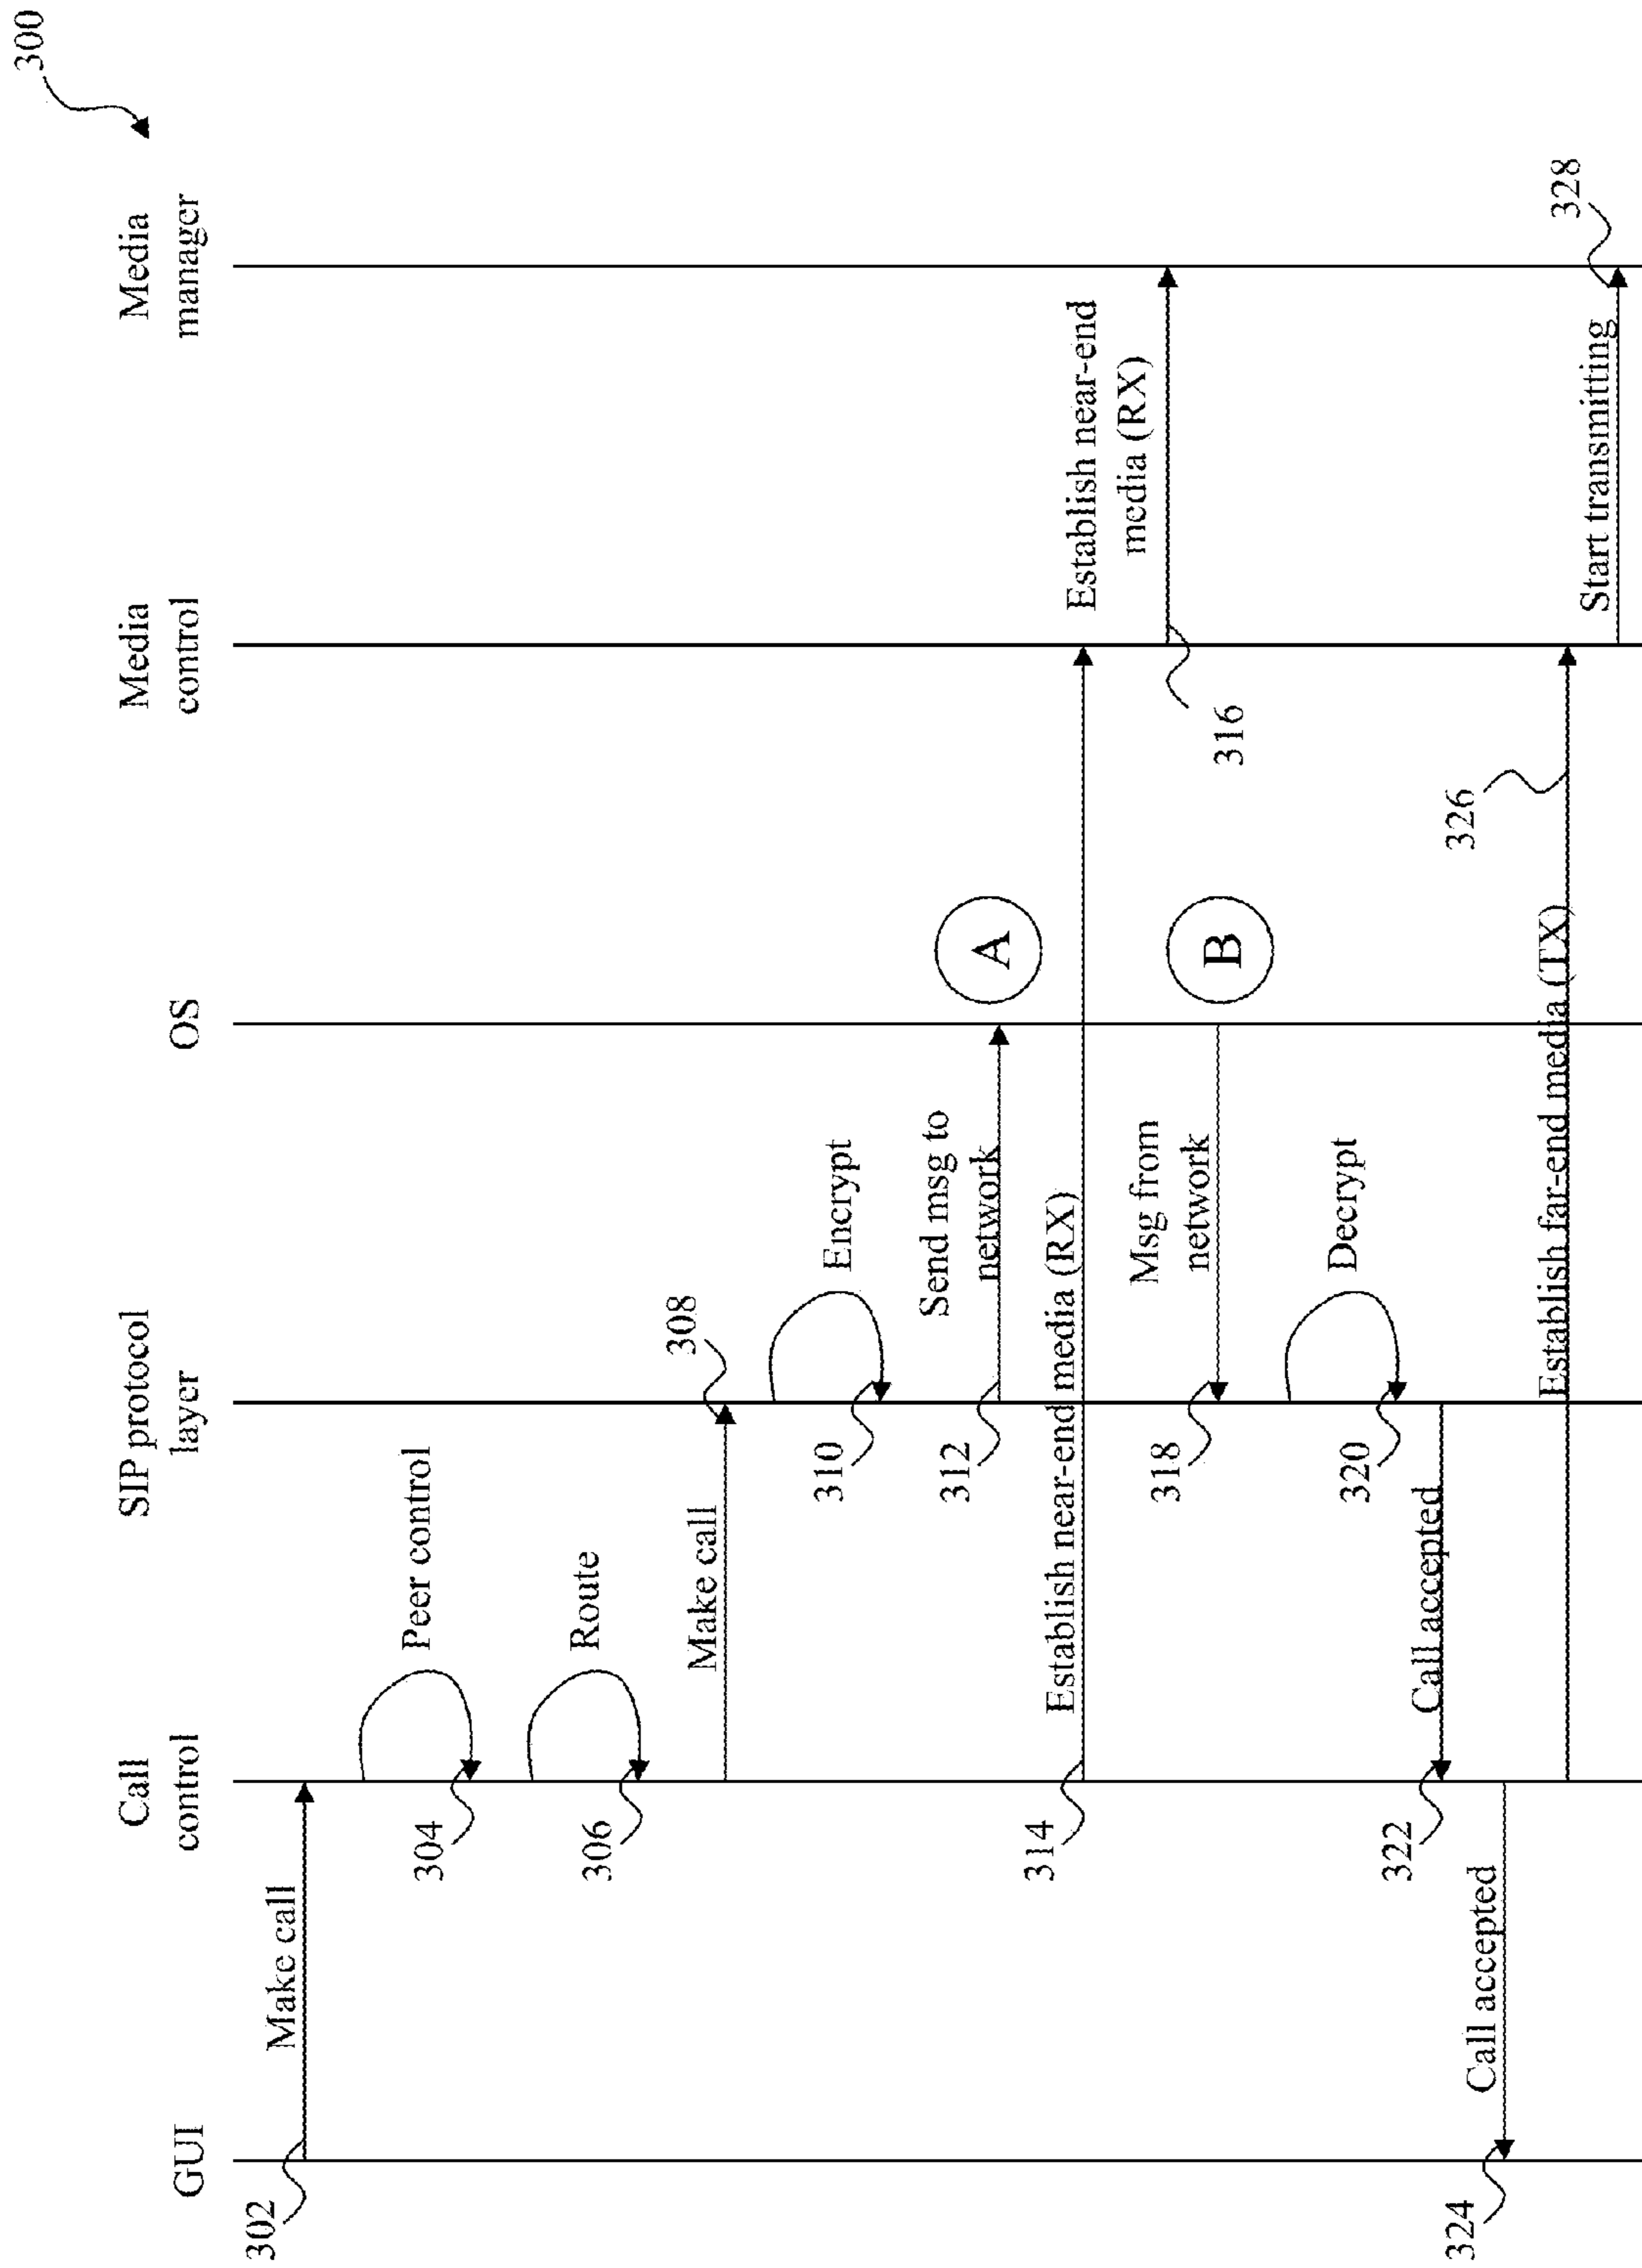 300
GUI
Call
control
SIP protocol
layer
OS
Media
control
Media
manager
302
Make call
304
Peer control
306
Route
Make call
308
310
Encrypt
312
Send msg to
network
A
314
Establish near-end media (RX)
Establish near-end
media (RX)
316
318
Msg from
network
B
320
Decrypt
322
Call accepted
324
Call accepted
Establish far-end media (TX)
326
Start transmitting
328